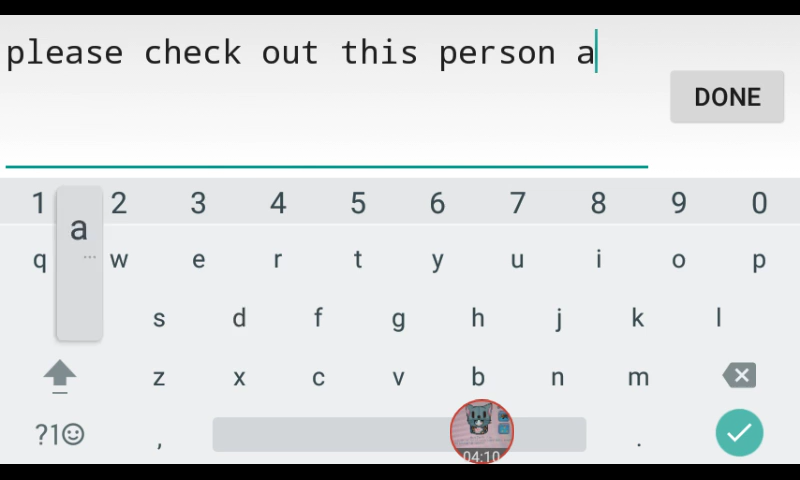 please check out this person a
DONE
1 2 3 4 5 6 7 8 9 0
a
q w e r t y u i o p
s d f g h j k l
z x c v b n m
?1☺ , .
04:10